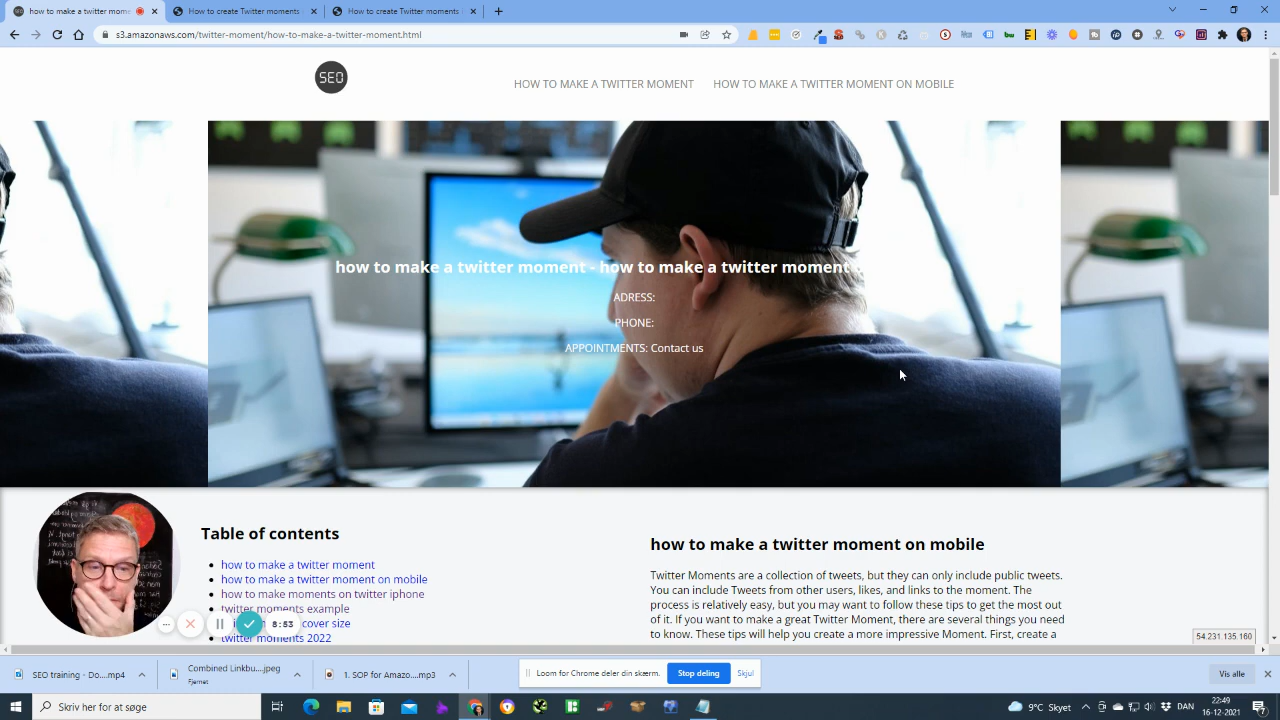 how to make a twitter mome
How to create Twitter moments -
How to create Twitter moments -
s3.amazonaws.com/twitter-moment/how-to-make-a-twitter-moment.html
SEO
HOW TO MAKE A TWITTER MOMENT
HOW TO MAKE A TWITTER MOMENT ON MOBILE
how to make a twitter moment - how to make a twitter moment
ADRESS:
PHONE:
APPOINTMENTS: Contact us
Table of contents
how to make a twitter moment
how to make a twitter moment on mobile
how to make moments on twitter iphone
twitter moments example
cover size
twitter moments 2022
8:53
how to make a twitter moment on mobile
Twitter Moments are a collection of tweets, but they can only include public tweets.
You can include Tweets from other users, likes, and links to the moment. The
process is relatively easy, but you may want to follow these tips to get the most out
of it. If you want to make a great Twitter Moment, there are several things you need
to know. These tips will help you create a more impressive Moment. First, create a
54.231.135.160
SEO training - Do....mp4
Combined Linkbu....jpeg
Fjernet
1. SOP for Amazo....mp3
Loom for Chrome deler din skærm.
Stop deling
Skjul
Vis alle
Skriv her for at søge
9°C Skyet
DAN
22:49
16-12-2021